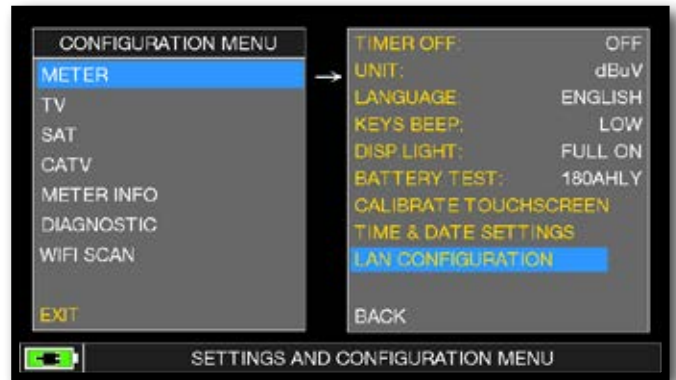 CONFIGURATION MENU
METER
TV
SAT
CATV
METER INFO
DIAGNOSTIC
WIFI SCAN
EXIT
→
TIMER OFF: OFF
UNIT: dBuV
LANGUAGE: ENGLISH
KEYS BEEP: LOW
DISP.LIGHT: FULL ON
BATTERY TEST: 180AHLY
CALIBRATE TOUCHSCREEN
TIME & DATE SETTINGS
LAN CONFIGURATION
BACK
SETTINGS AND CONFIGURATION MENU